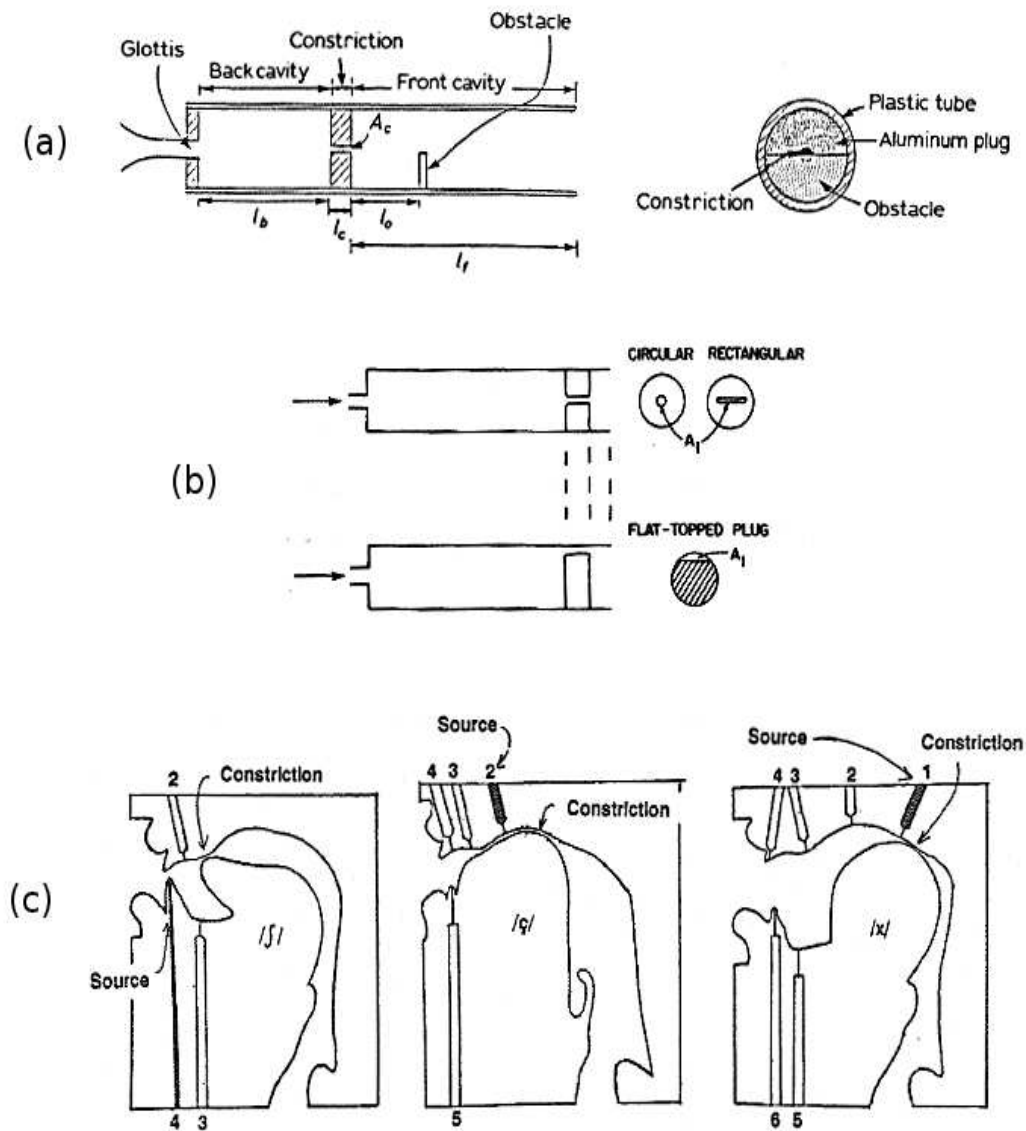 Obstacle
Constriction
Glottis
Back cavity
Front cavity
(a)
A_c
l_b
l_c
l_o
l_f
Plastic tube
Aluminum plug
Constriction
Obstacle
(b)
CIRCULAR RECTANGULAR
A_1
FLAT-TOPPED PLUG
A_1
(c)
2
Constriction
/ʃ/
Source
4 3
Source
4 3 2
Constriction
/ç/
5
Source
Constriction
4 3 2 1
/x/
6 5